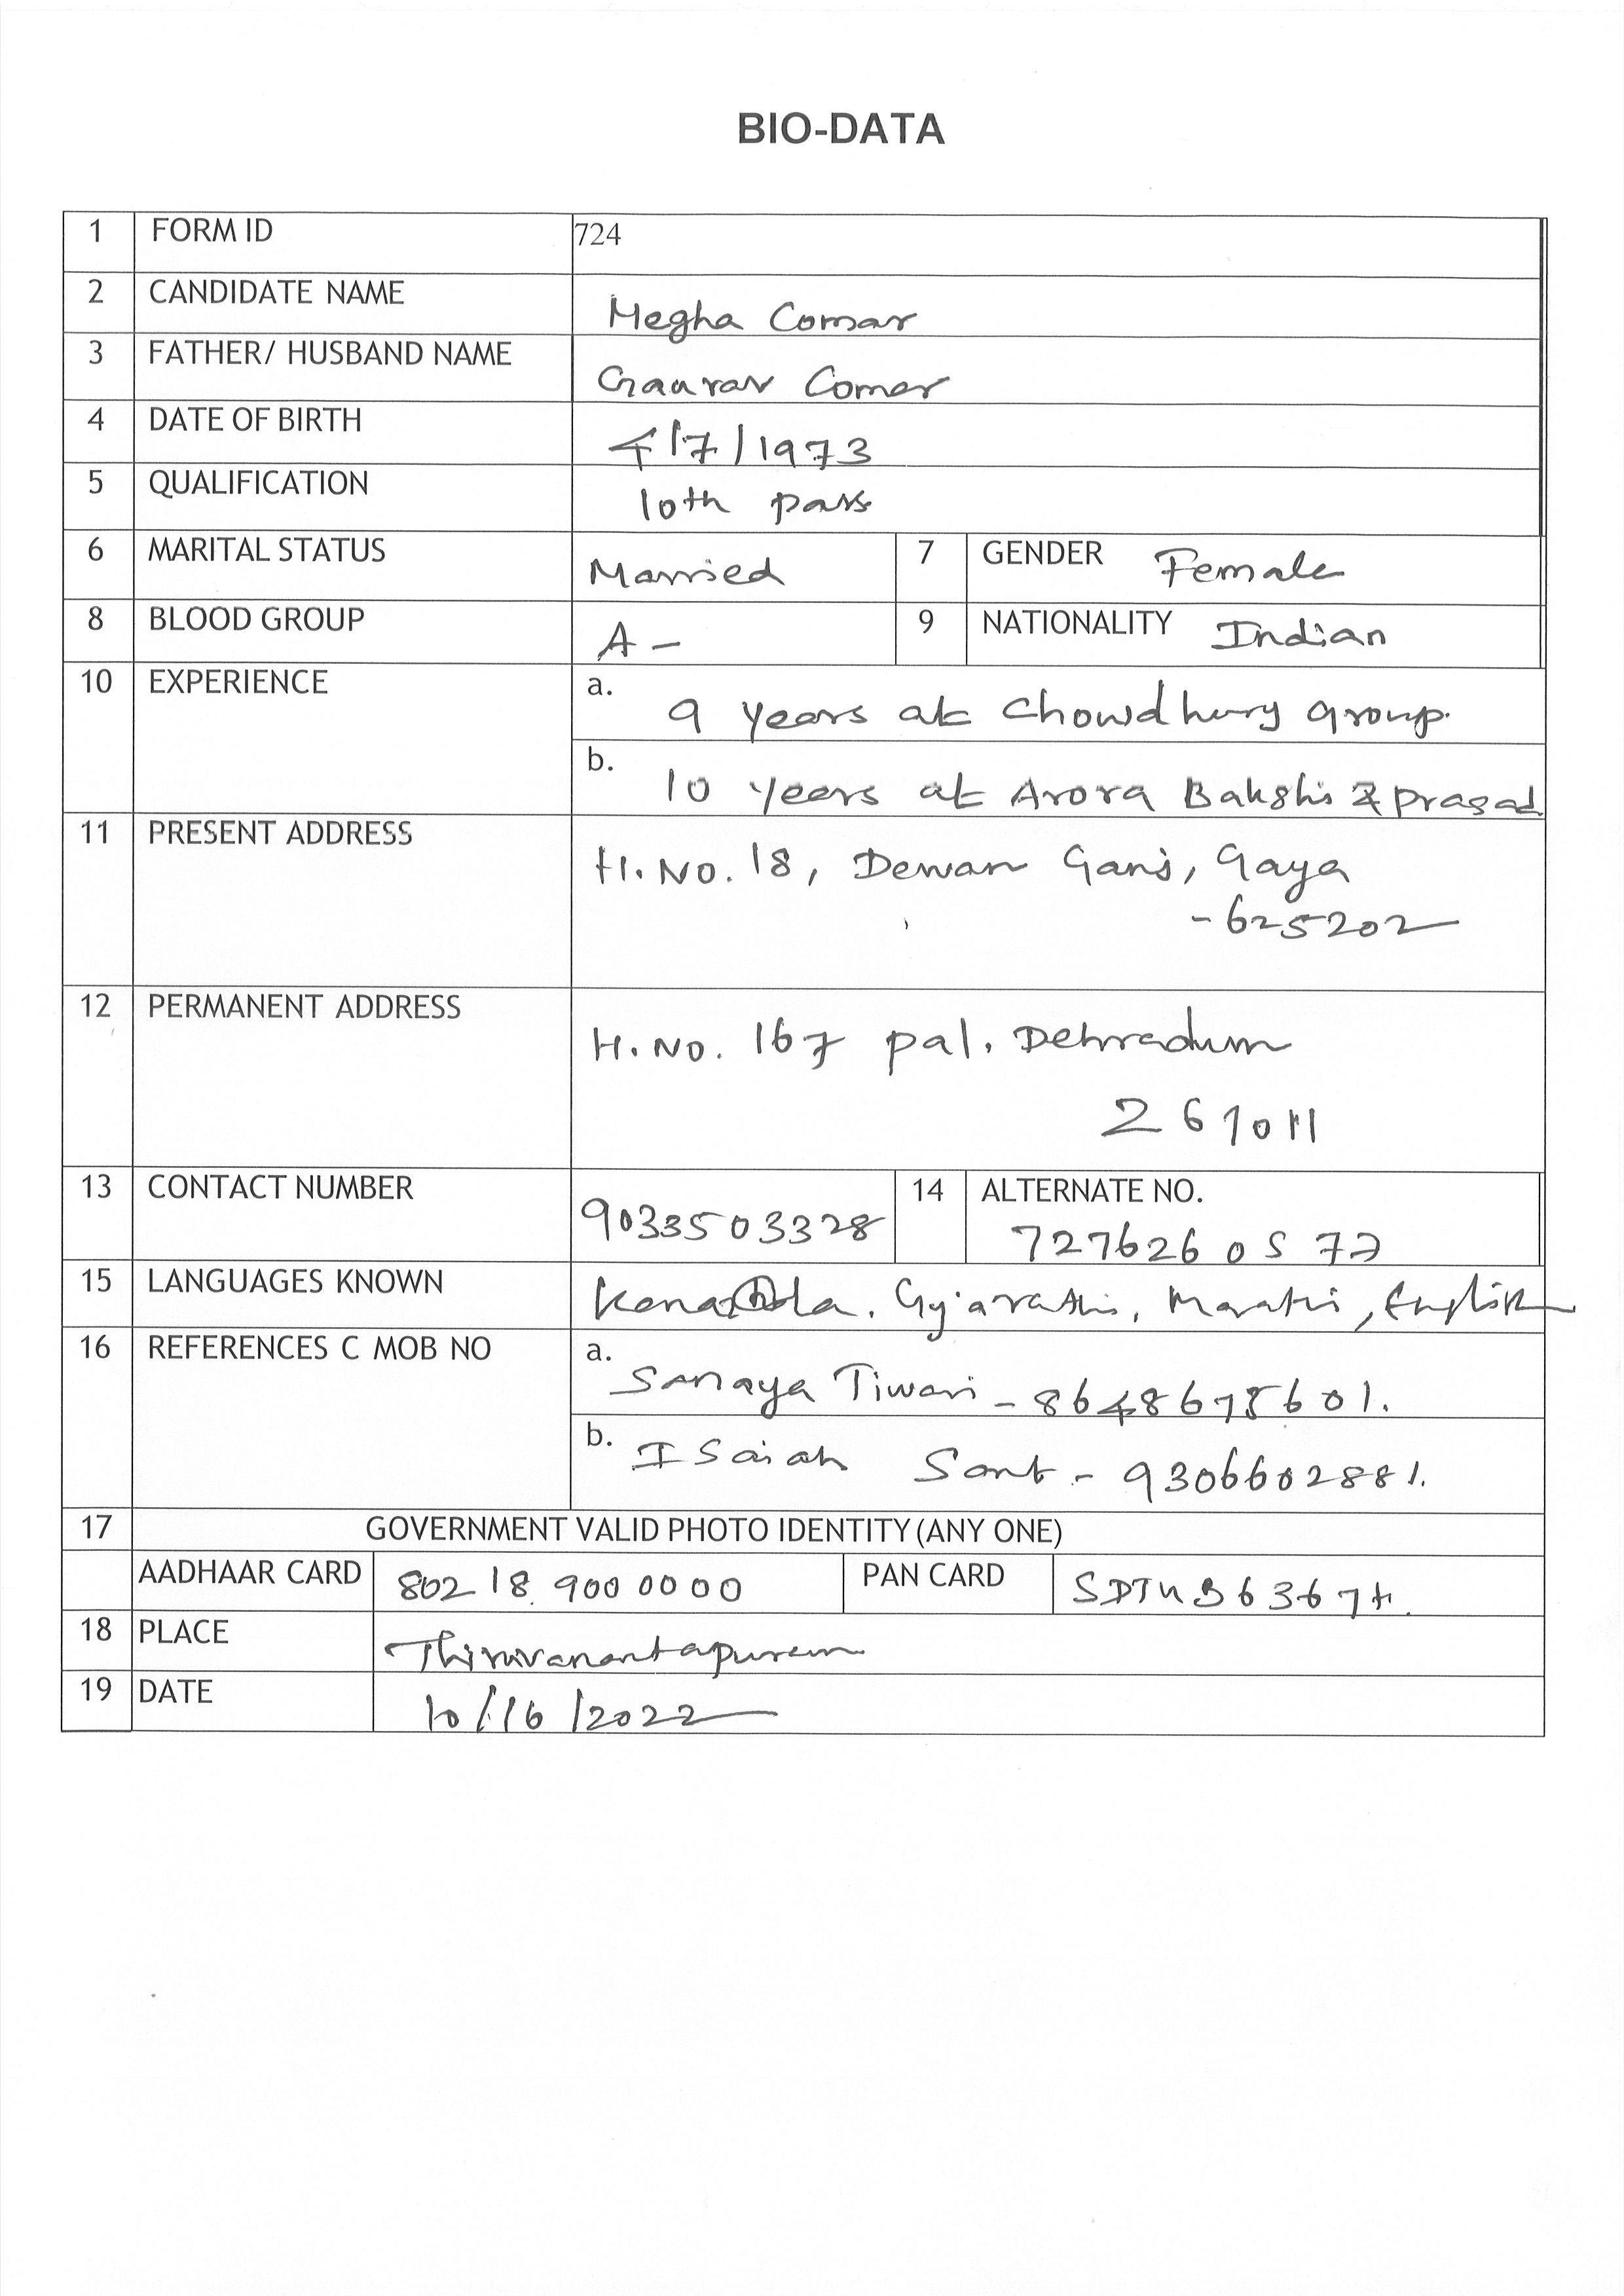 BIO-DATA
1 FORM ID 724
2 CANDIDATE NAME Megha Comar
3 FATHER/ HUSBAND NAME Gaurav Comar
4 DATE OF BIRTH 4/7/1973
5 QUALIFICATION 10th pass
6 MARITAL STATUS Married 7 GENDER Female
8 BLOOD GROUP A - 9 NATIONALITY Indian
10 EXPERIENCE a. 9 years at Chowdhury group.
b. 10 years at Arora Bakshi & prasad
11 PRESENT ADDRESS H. No. 18, Dewan Ganj, Gaya
- 625202
12 PERMANENT ADDRESS H. No. 167 pal. Dehradum
261011
13 CONTACT NUMBER 9033503328 14 ALTERNATE NO.
7276260577
15 LANGUAGES KNOWN Gujarathi, Marathi, English
16 REFERENCES C MOB NO a. Sanaya Tiwari - 8648678601.
b. Isaiah Sant - 9306602881.
17 GOVERNMENT VALID PHOTO IDENTITY (ANY ONE)
AADHAAR CARD 802 18 900 0000 PAN CARD
18 PLACE Thiruvanantapuram
19 DATE 10/16/2022